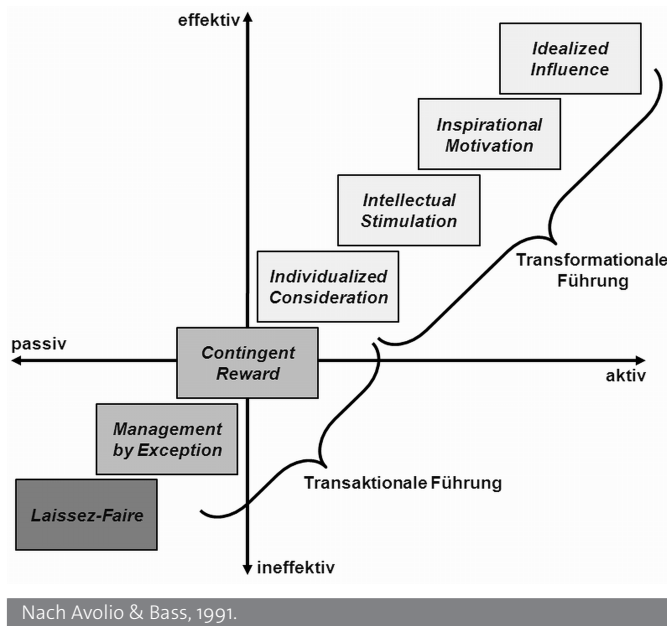 effektiv
Idealized
Influence
Inspirational
Motivation
Intellectual
Stimulation
Transformationale
Führung
Individualized
Consideration
passiv
Contingent
Reward
aktiv
Management
by Exception
Transaktionale Führung
Laissez-Faire
ineffektiv
Nach Avolio & Bass, 1991.